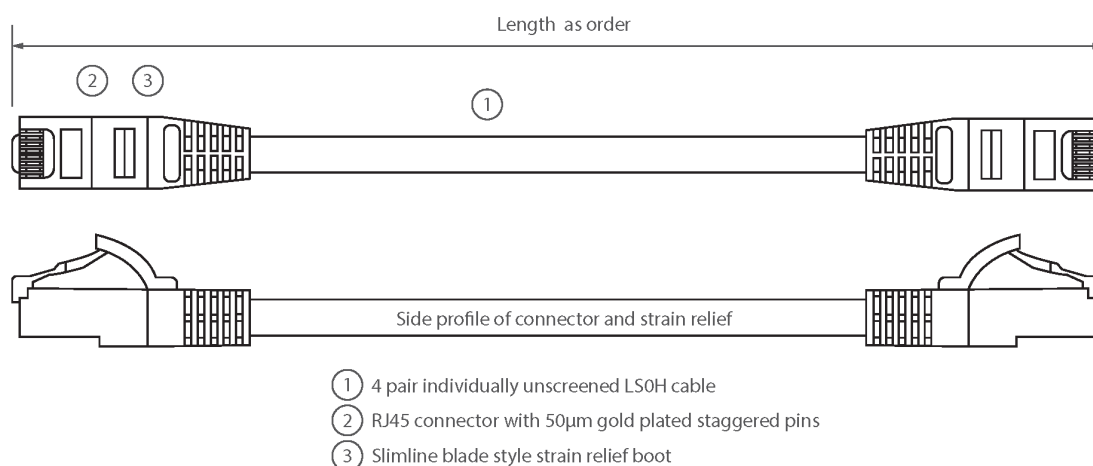 Length as order
2
3
1
Side profile of connector and strain relief
1 4 pair individually unscreened LS0H cable
2 RJ45 connector with 50µm gold plated staggered pins
3 Slimline blade style strain relief boot